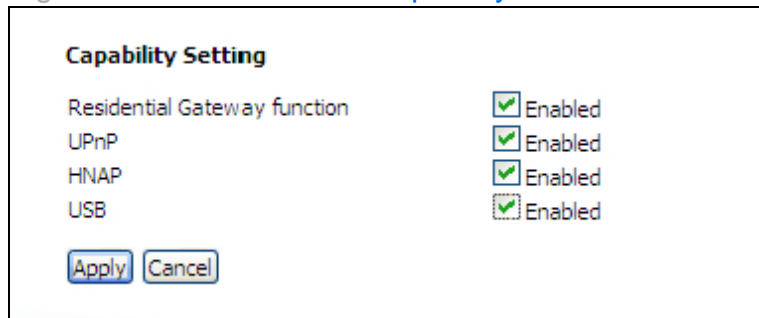 Capability Setting
Residential Gateway function Enabled
UPnP Enabled
HNAP Enabled
USB Enabled
Apply Cancel